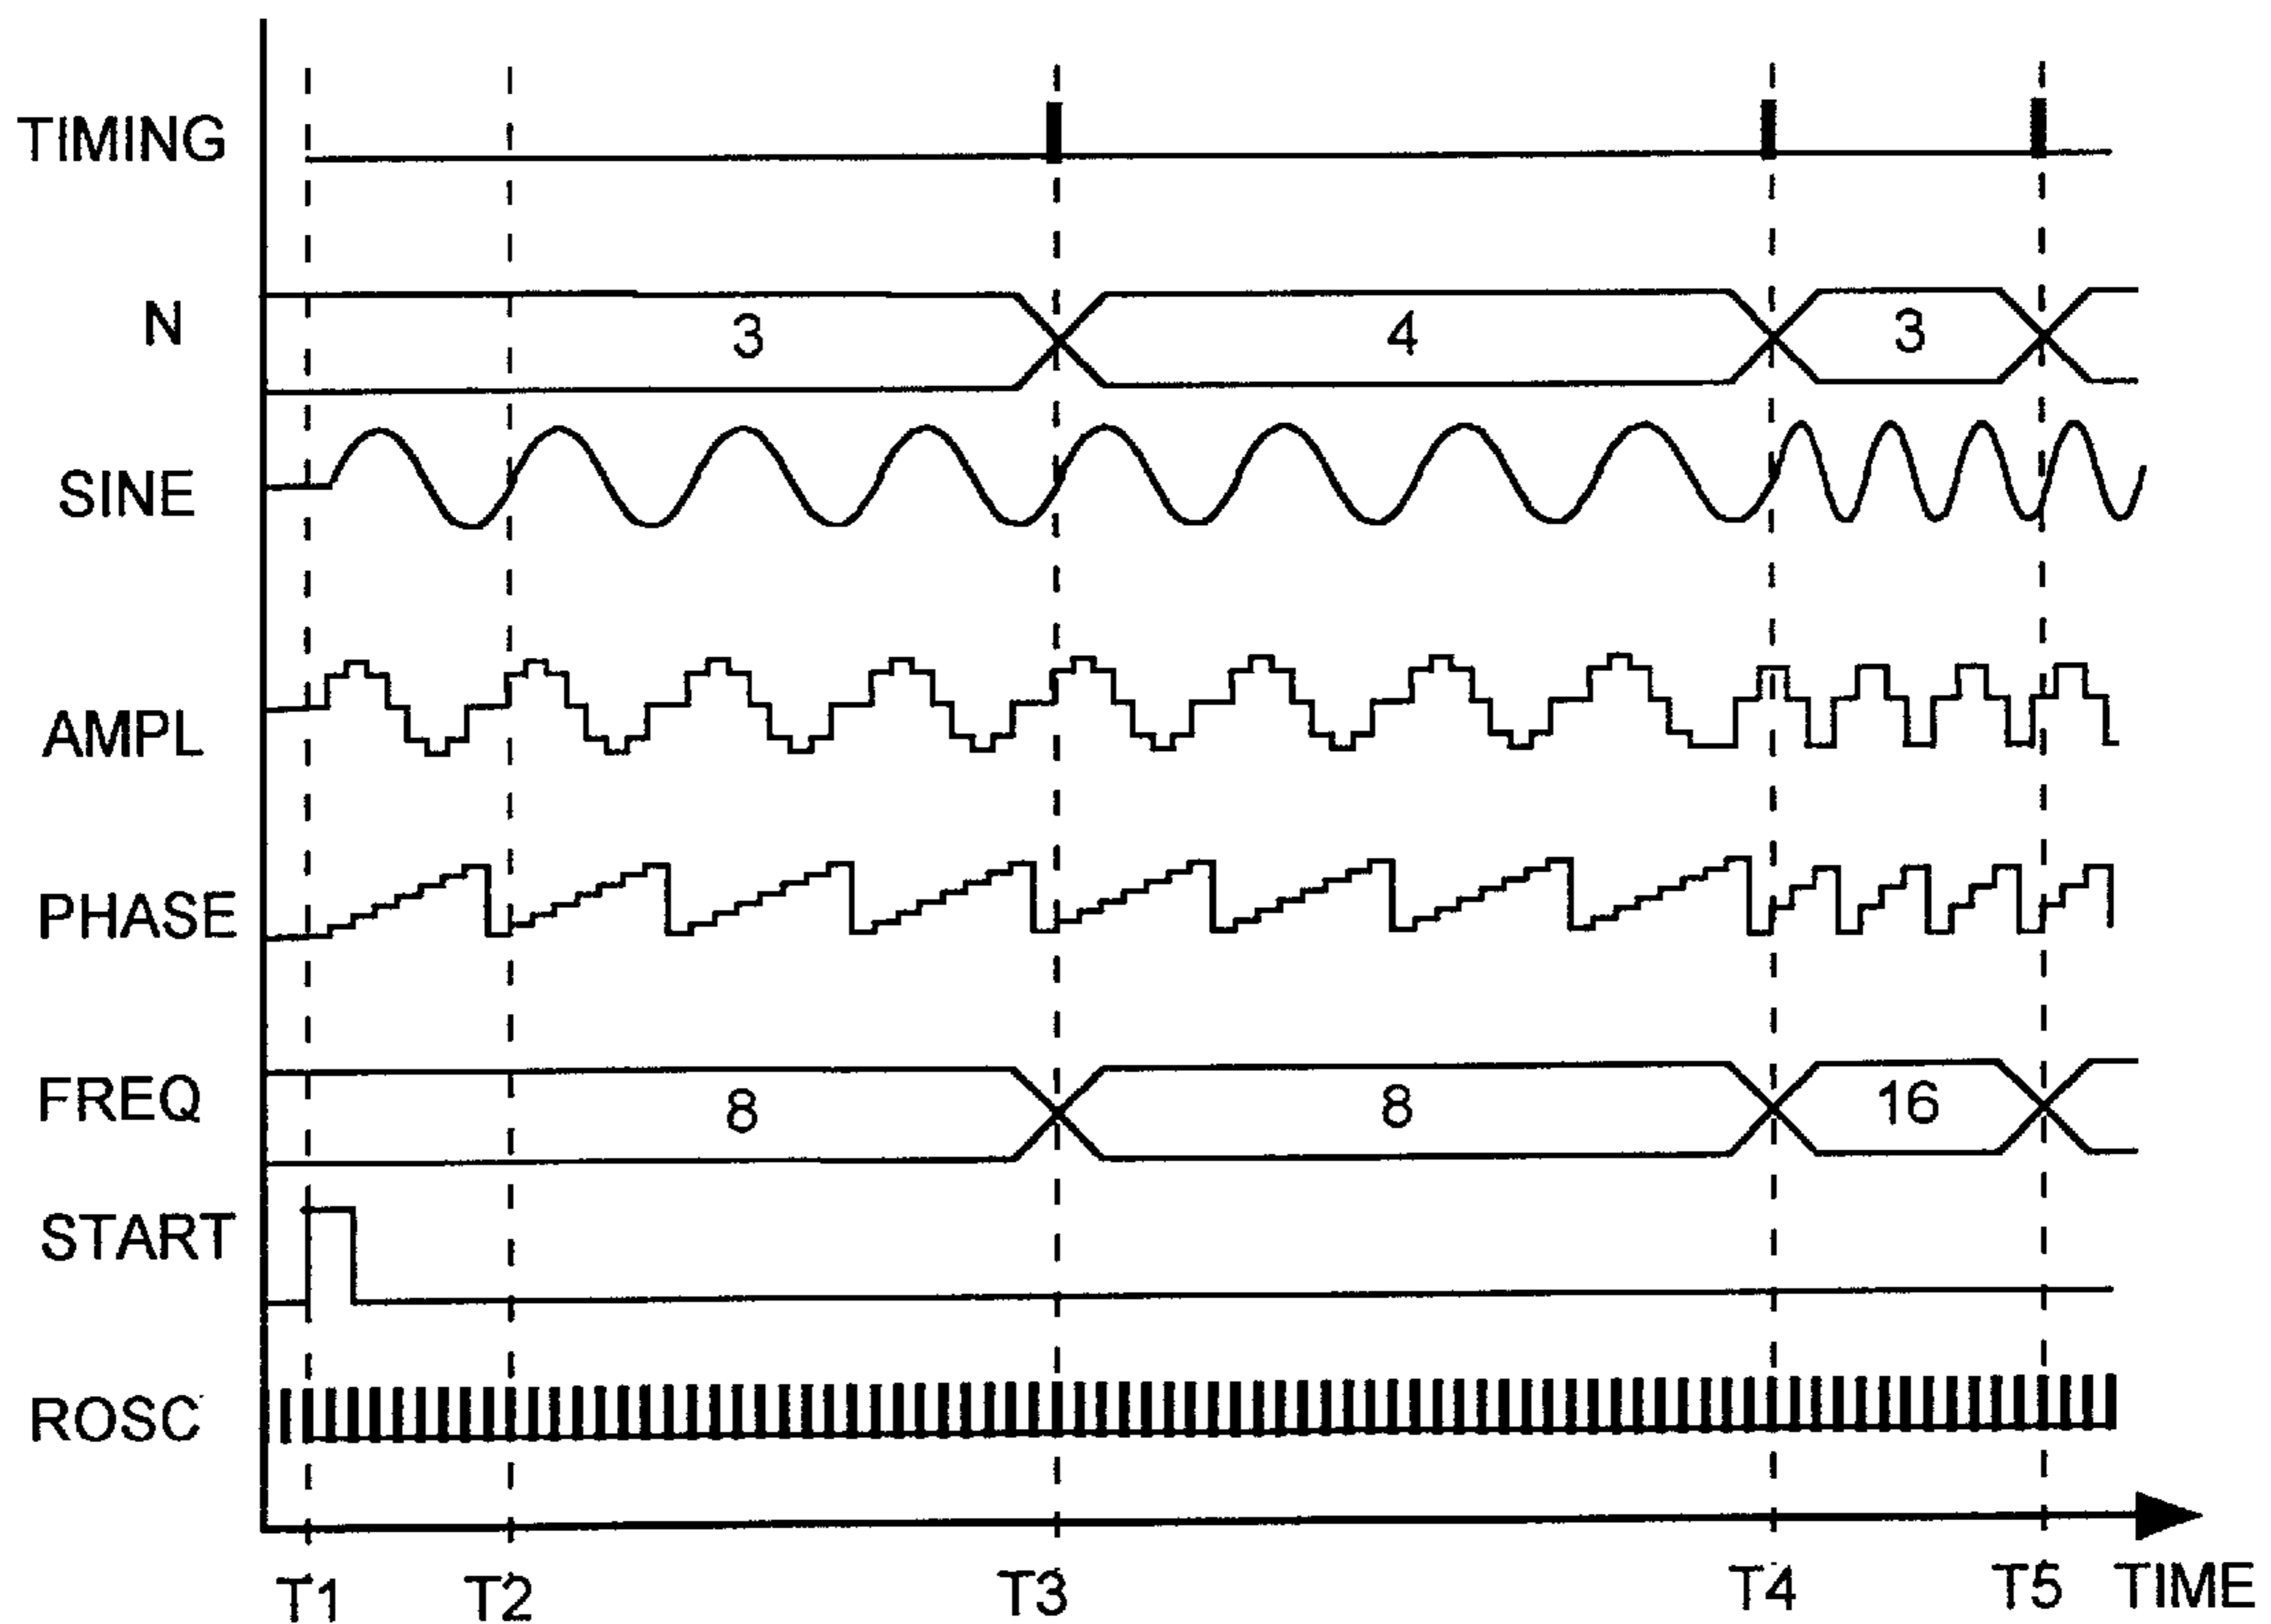 TIMING
N
3
4
3
SINE
AMPL
PHASE
FREQ
8
8
16
START
ROSC
T1
T2
T3
T4
T5
TIME